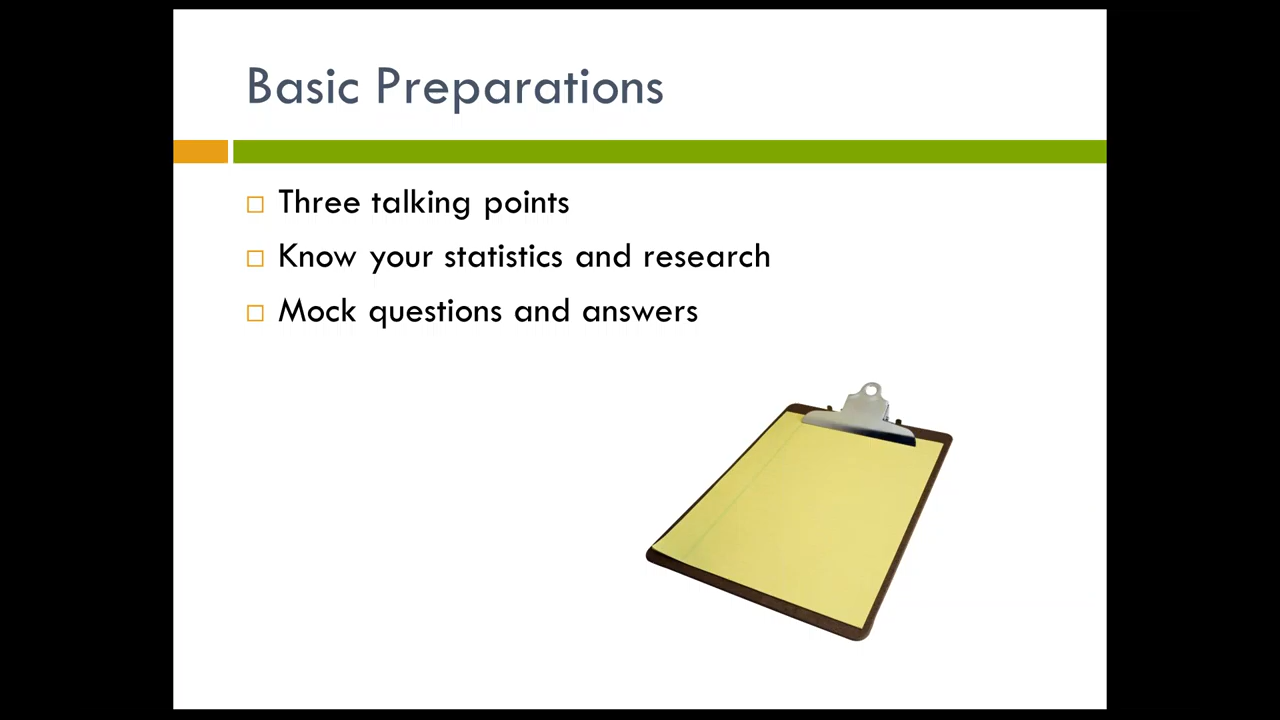 Basic Preparations
Three talking points
Know your statistics and research
Mock questions and answers